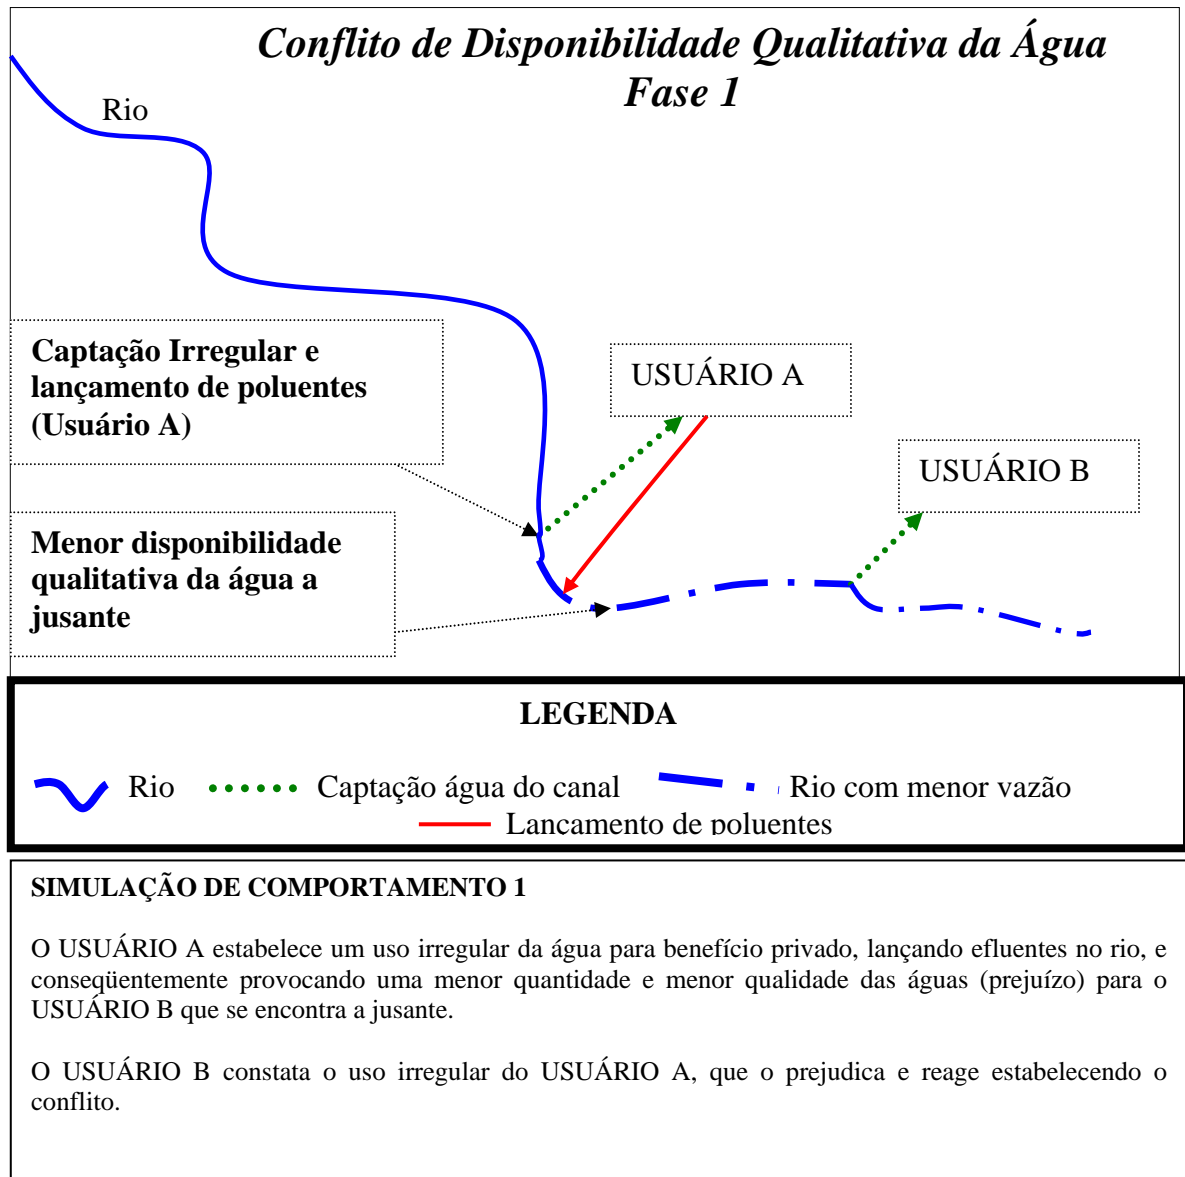 Conflito de Disponibilidade Qualitativa da Água
Fase 1
Rio
Captação Irregular e
lançamento de poluentes
(Usuário A)
USUÁRIO A
USUÁRIO B
Menor disponibilidade
qualitativa da água a
jusante
LEGENDA
Rio Captação água do canal Rio com menor vazão
Lançamento de poluentes
SIMULAÇÃO DE COMPORTAMENTO 1
O USUÁRIO A estabelece um uso irregular da água para benefício privado, lançando efluentes no rio, e
conseqüentemente provocando uma menor quantidade e menor qualidade das águas (prejuízo) para o
USUÁRIO B que se encontra a jusante.
O USUÁRIO B constata o uso irregular do USUÁRIO A, que o prejudica e reage estabelecendo o
conflito.